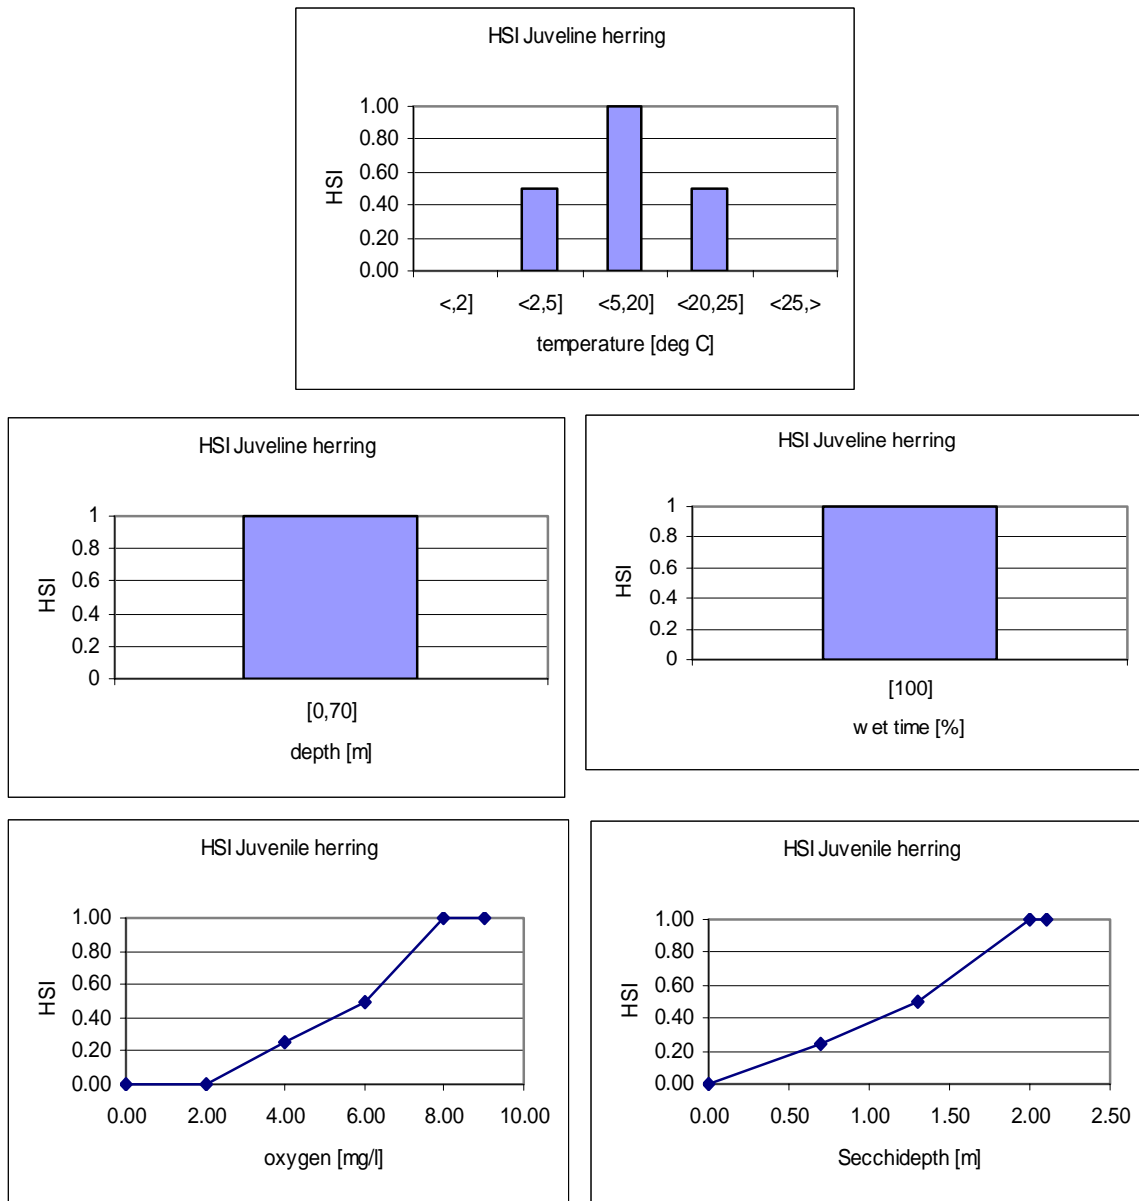 HSI Juveline herring
1.00
0.80
0.60
0.40
0.20
0.00
HSI
<,2] <2,5] <5,20] <20,25] <25,>
temperature [deg C]
HSI Juveline herring
1
0.8
0.6
0.4
0.2
0
HSI
[0,70]
depth [m]
HSI Juveline herring
1
0.8
0.6
0.4
0.2
0
HSI
[100]
wet time [%]
HSI Juvenile herring
1.00
0.80
0.60
0.40
0.20
0.00
HSI
0.00 2.00 4.00 6.00 8.00 10.00
oxygen [mg/l]
HSI Juvenile herring
1.00
0.80
0.60
0.40
0.20
0.00
HSI
0.00 0.50 1.00 1.50 2.00 2.50
Secchidepth [m]